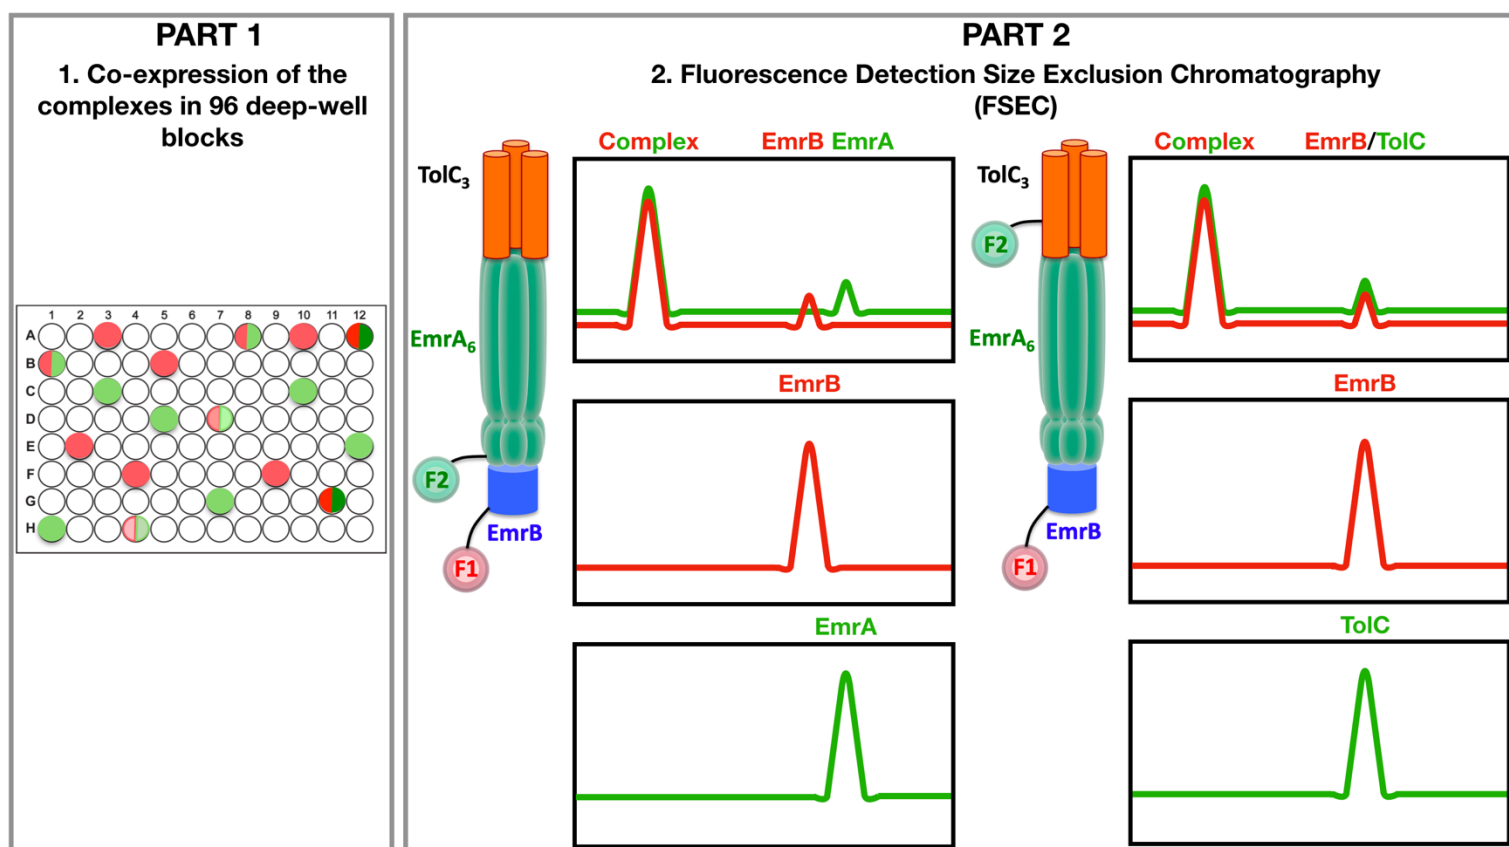 PART 1
1. Co-expression of the
complexes in 96 deep-well
blocks
1 2 3 4 5 6 7 8 9 10 11 12
A
B
C
D
E
F
G
H
PART 2
2. Fluorescence Detection Size Exclusion Chromatography
(FSEC)
TolC3
EmrA6
F2
EmrB
F1
Complex EmrB EmrA
EmrB
EmrA
TolC3
F2
EmrA6
EmrB
F1
Complex EmrB/TolC
EmrB
TolC